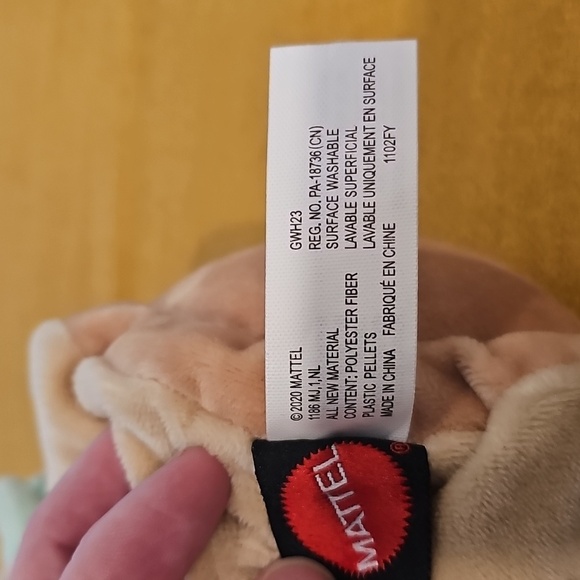 © 2020 MATTEL GWH23
1186 MJ,1,NL REG. NO. PA-18736(CN)
ALL NEW MATERIAL SURFACE WASHABLE
CONTENT: POLYESTER FIBER LAVABLE SUPERFICIAL
PLASTIC PELLETS LAVABLE UNIQUEMENT EN SURFACE
MADE IN CHINA FABRIQUÉ EN CHINE 1102FY
MATTEL®